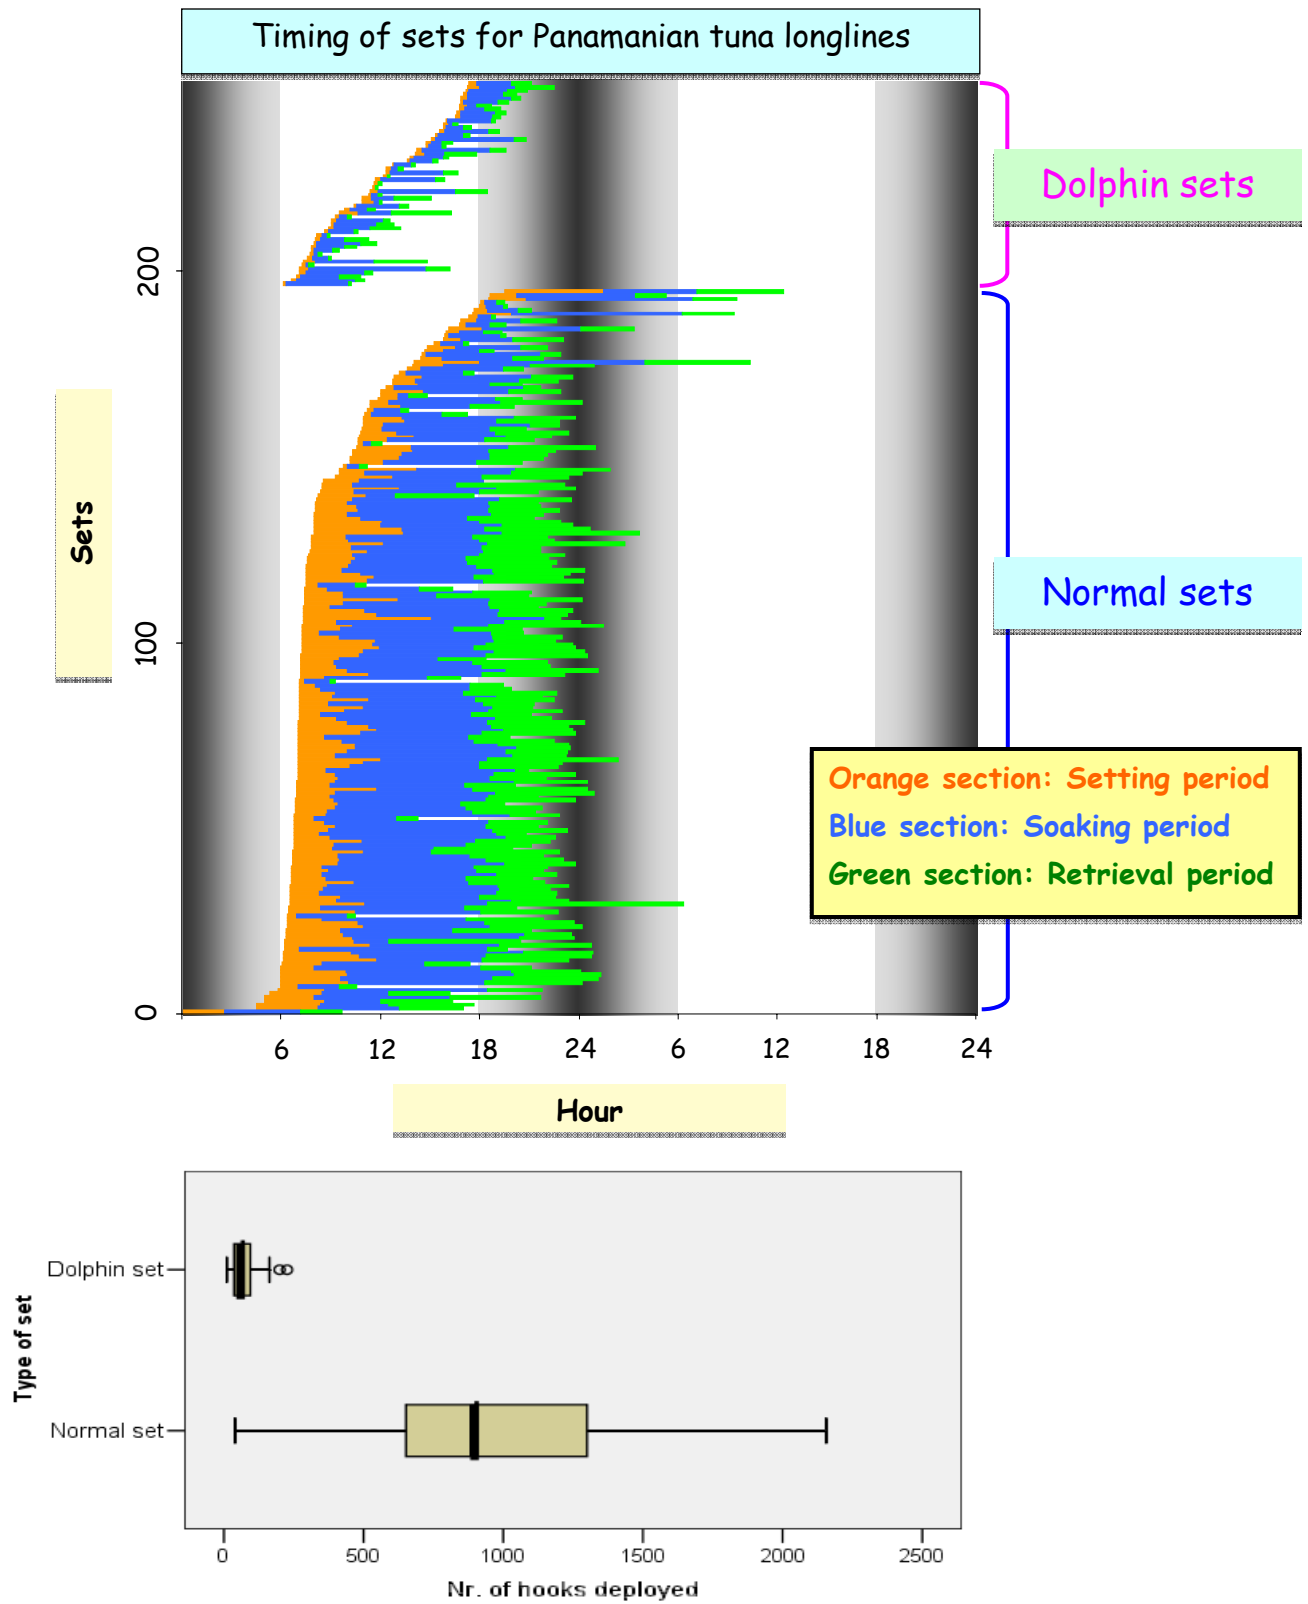 Timing of sets for Panamanian tuna longlines
Dolphin sets
200
Sets
Normal sets
100
Orange section: Setting period
Blue section: Soaking period
Green section: Retrieval period
0
6 12 18 24 6 12 18 24
Hour
Dolphin set
Type of set
Normal set
0 500 1000 1500 2000 2500
Nr. of hooks deployed